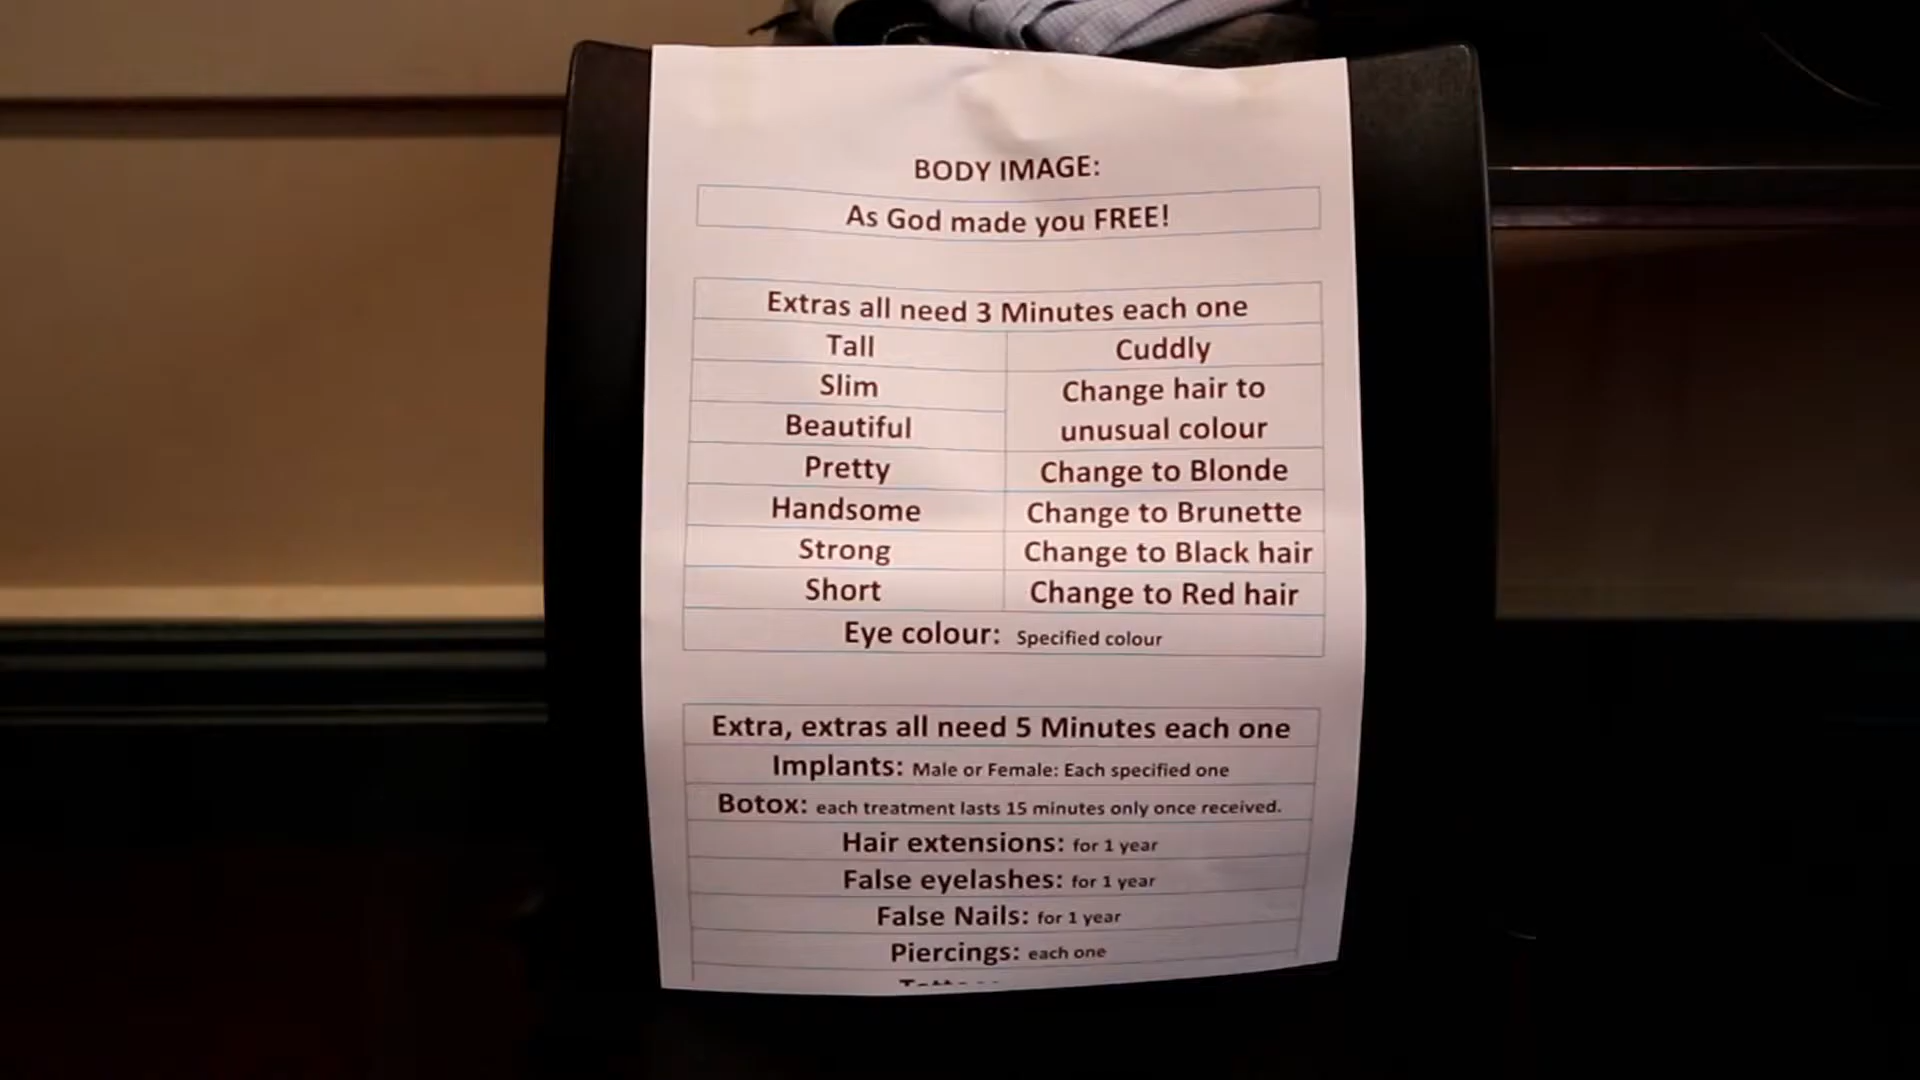 BODY IMAGE:
As God made you FREE!
Extras all need 3 Minutes each one
Tall
Cuddly
Slim
Change hair to
unusual colour
Beautiful
Pretty
Change to Blonde
Handsome
Change to Brunette
Strong
Change to Black hair
Short
Change to Red hair
Eye colour: Specified colour
Extra, extras all need 5 Minutes each one
Implants: Male or Female: Each specified one
Botox: each treatment lasts 15 minutes only once received.
Hair extensions: for 1 year
False eyelashes: for 1 year
False Nails: for 1 year
Piercings: each one